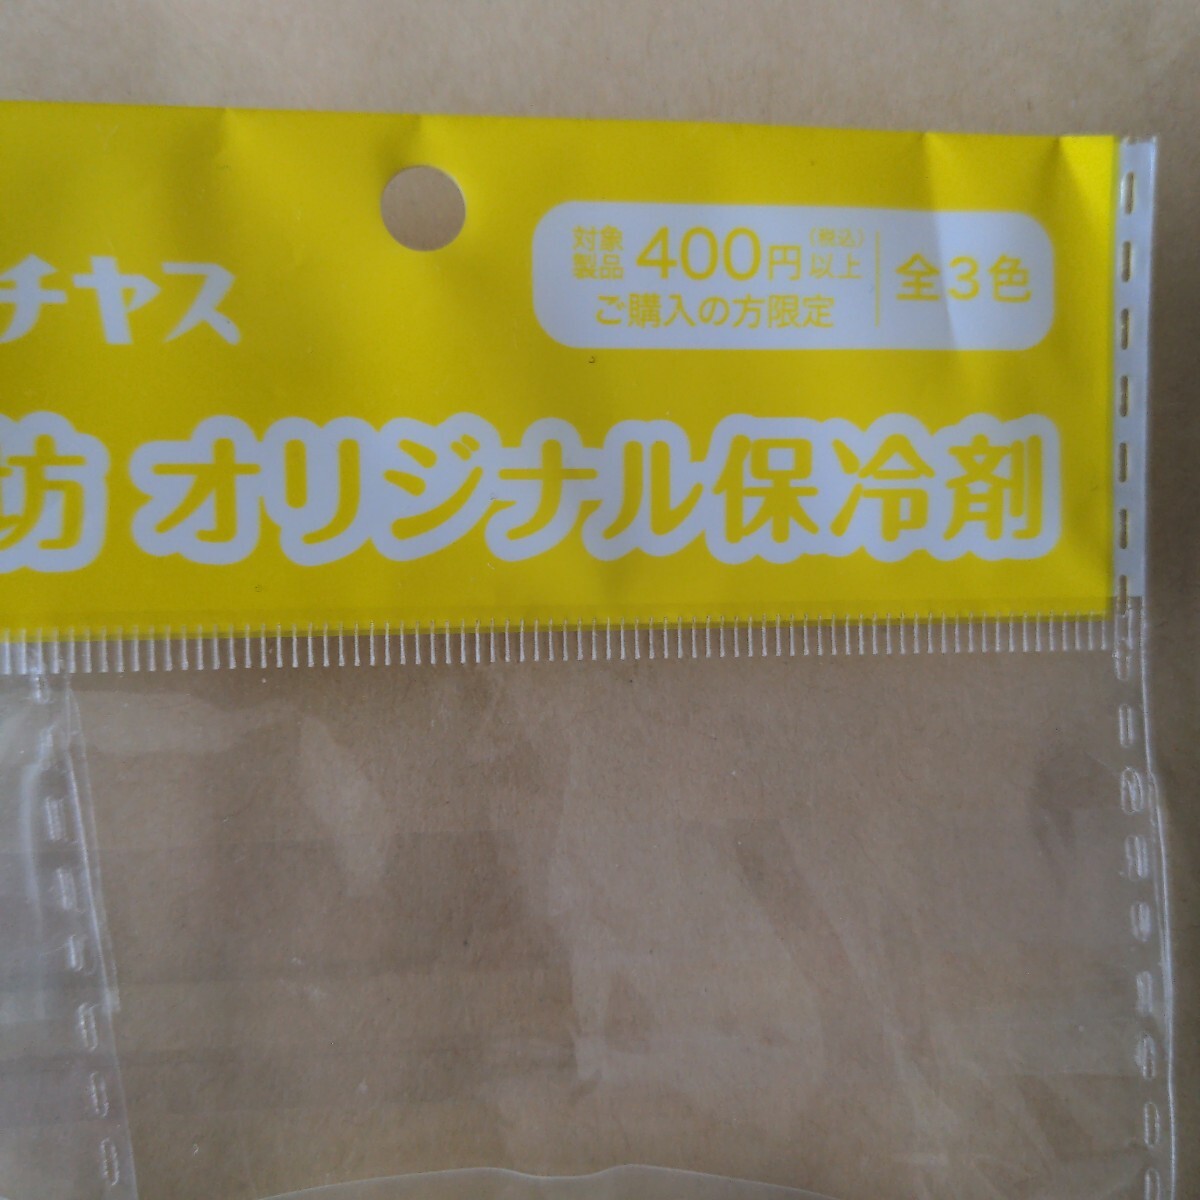 チヤス
対象製品 400円(税込)以上
ご購入の方限定
全3色
坊 オリジナル保冷剤